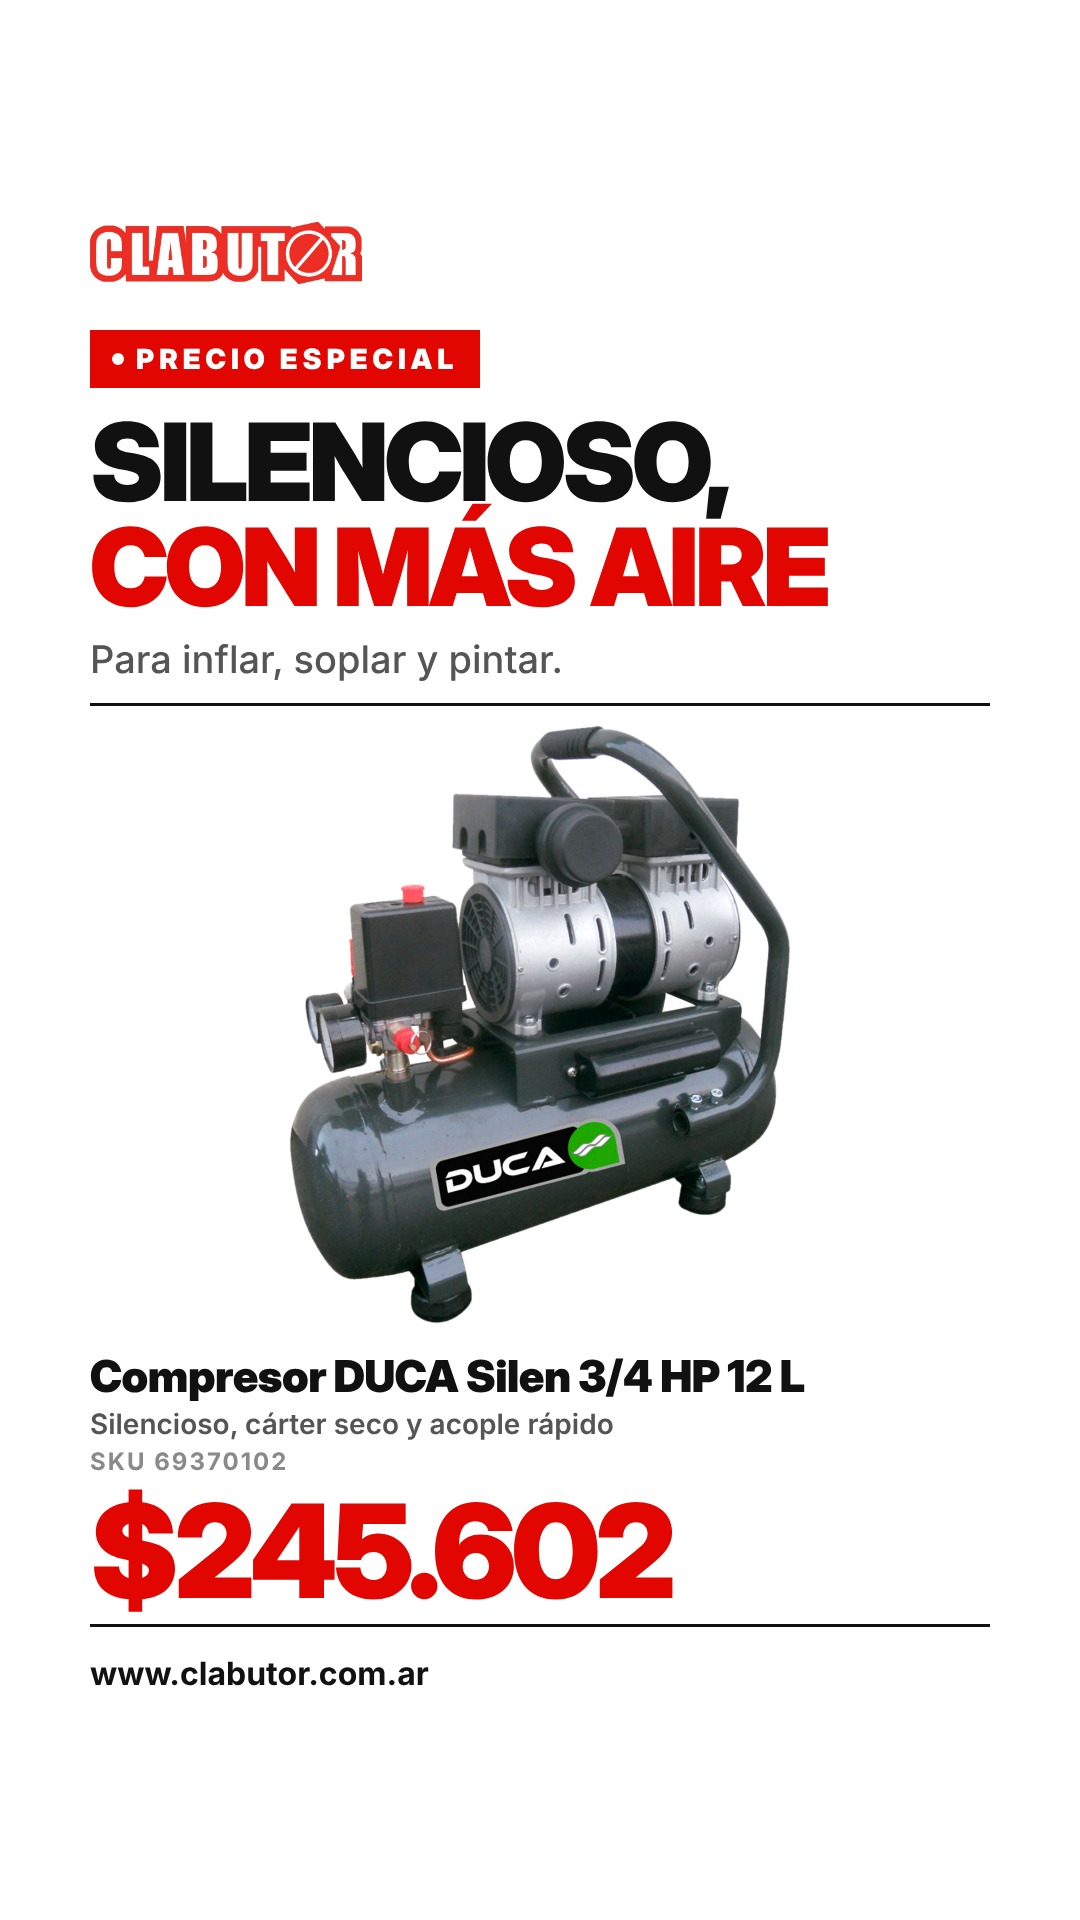 CLABUTOR
• PRECIO ESPECIAL
SILENCIOSO,
CON MÁS AIRE
Para inflar, soplar y pintar.
DUCA
Compresor DUCA Silen 3/4 HP 12 L
Silencioso, cárter seco y acople rápido
SKU 69370102
$245.602
www.clabutor.com.ar